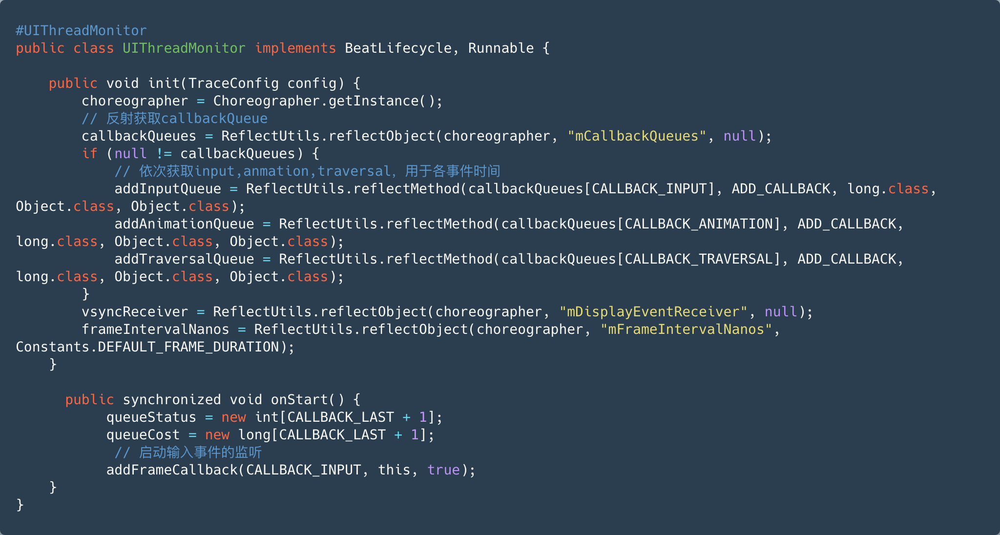 #UIThreadMonitor
public class UIThreadMonitor implements BeatLifecycle, Runnable {
public void init(TraceConfig config) {
choreographer = Choreographer.getInstance();
// 反射获取callbackQueue
callbackQueues = ReflectUtils.reflectObject(choreographer, "mCallbackQueues", null);
if (null != callbackQueues) {
// 依次获取input,anmation,traversal，用于各事件时间
addInputQueue = ReflectUtils.reflectMethod(callbackQueues[CALLBACK_INPUT], ADD_CALLBACK, long.class,
Object.class, Object.class);
addAnimationQueue = ReflectUtils.reflectMethod(callbackQueues[CALLBACK_ANIMATION], ADD_CALLBACK,
long.class, Object.class, Object.class);
addTraversalQueue = ReflectUtils.reflectMethod(callbackQueues[CALLBACK_TRAVERSAL], ADD_CALLBACK,
long.class, Object.class, Object.class);
}
vsyncReceiver = ReflectUtils.reflectObject(choreographer, "mDisplayEventReceiver", null);
frameIntervalNanos = ReflectUtils.reflectObject(choreographer, "mFrameIntervalNanos",
Constants.DEFAULT_FRAME_DURATION);
}
public synchronized void onStart() {
queueStatus = new int[CALLBACK_LAST + 1];
queueCost = new long[CALLBACK_LAST + 1];
// 启动输入事件的监听
addFrameCallback(CALLBACK_INPUT, this, true);
}
}